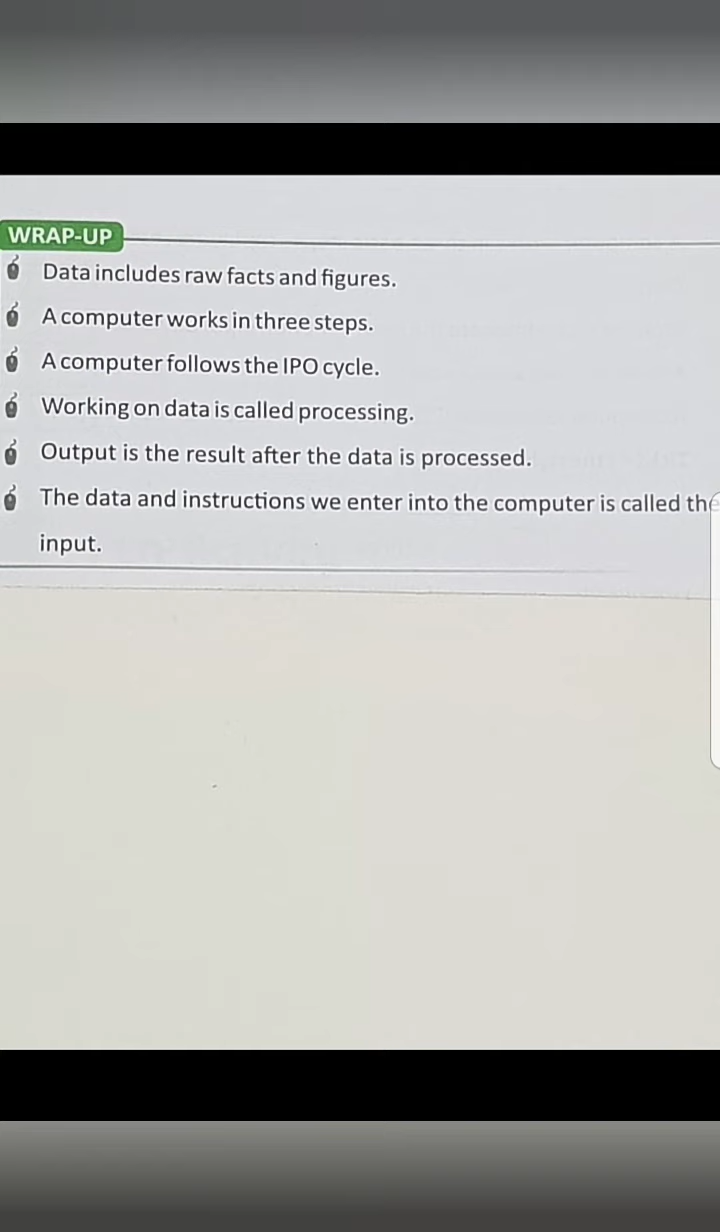 WRAP-UP
Data includes raw facts and figures.
A computer works in three steps.
A computer follows the IPO cycle.
Working on data is called processing.
Output is the result after the data is processed.
The data and instructions we enter into the computer is called the
input.